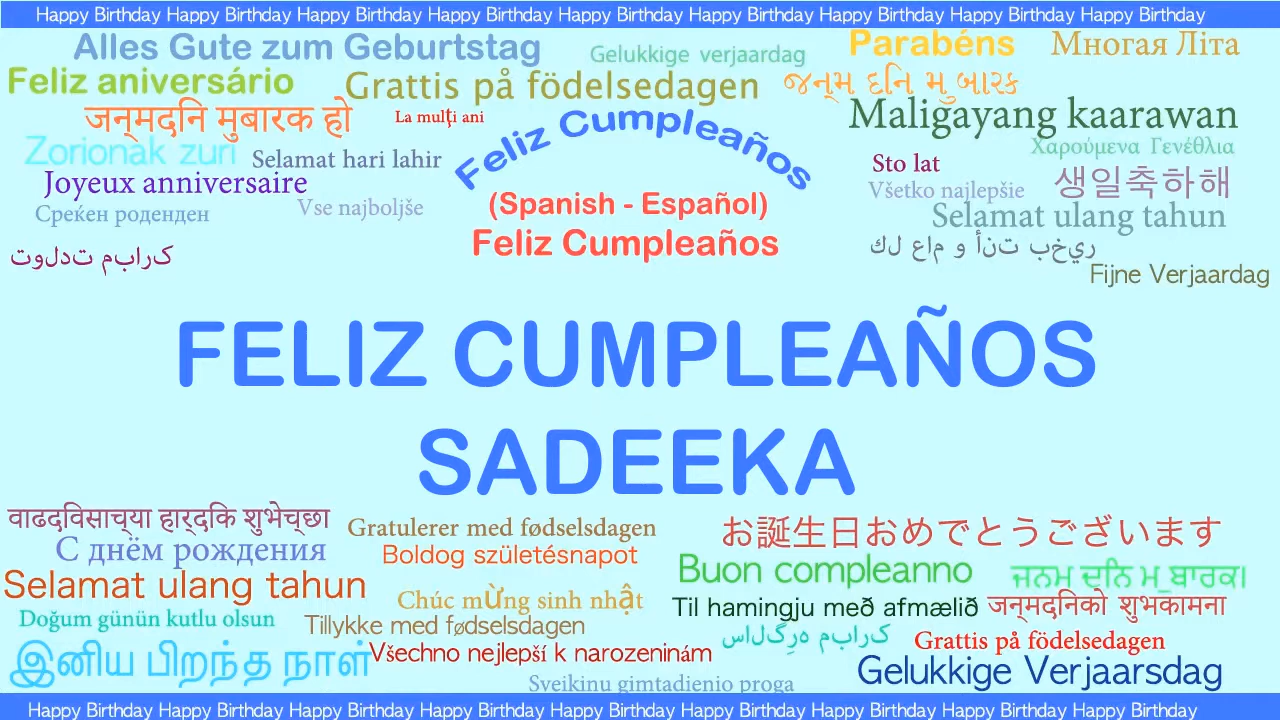 Happy Birthday Happy Birthday Happy Birthday Happy Birthday Happy Birthday Happy Birthday Happy Birthday Happy Birthday Happy Birthday
Alles Gute zum Geburtstag
Gelukkige verjaardag
Parabéns
Многая Літа
Feliz aniversário
Grattis på födelsedagen
જન્મ દિન મુબારક
जन्मदिन मुबारक हो
La mulţi ani
Feliz Cumpleaños
Maligayang kaarawan
Zorionak zuri
Selamat hari lahir
Χαρούμενα Γενέθλια
Sto lat
Joyeux anniversaire
Všetko najlepšie
생일축하해
(Spanish - Español)
Среќен роденден
Vse najboljše
Selamat ulang tahun
Feliz Cumpleaños
تولدت مبارک
كل عام و أنت بخير
Fijne Verjaardag
FELIZ CUMPLEAÑOS
SADEEKA
वाढदिवसाच्या हार्दिक शुभेच्छा
Gratulerer med fødselsdagen
お誕生日おめでとうございます
С днём рождения
Boldog születésnapot
Buon compleanno
ਜਨਮ ਦਿਨ ਮੁਬਾਰਕ।
Selamat ulang tahun
Chúc mừng sinh nhật
Til hamingju með afmælið
जन्मदिनको शुभकामना
Doğum günün kutlu olsun
Tillykke med fødselsdagen
سالگرہ مبارک
Grattis på födelsedagen
இனிய பிறந்த நாள்
Všechno nejlepší k narozeninám
Gelukkige Verjaarsdag
Sveikinu gimtadienio proga
Happy Birthday Happy Birthday Happy Birthday Happy Birthday Happy Birthday Happy Birthday Happy Birthday Happy Birthday Happy Birthday